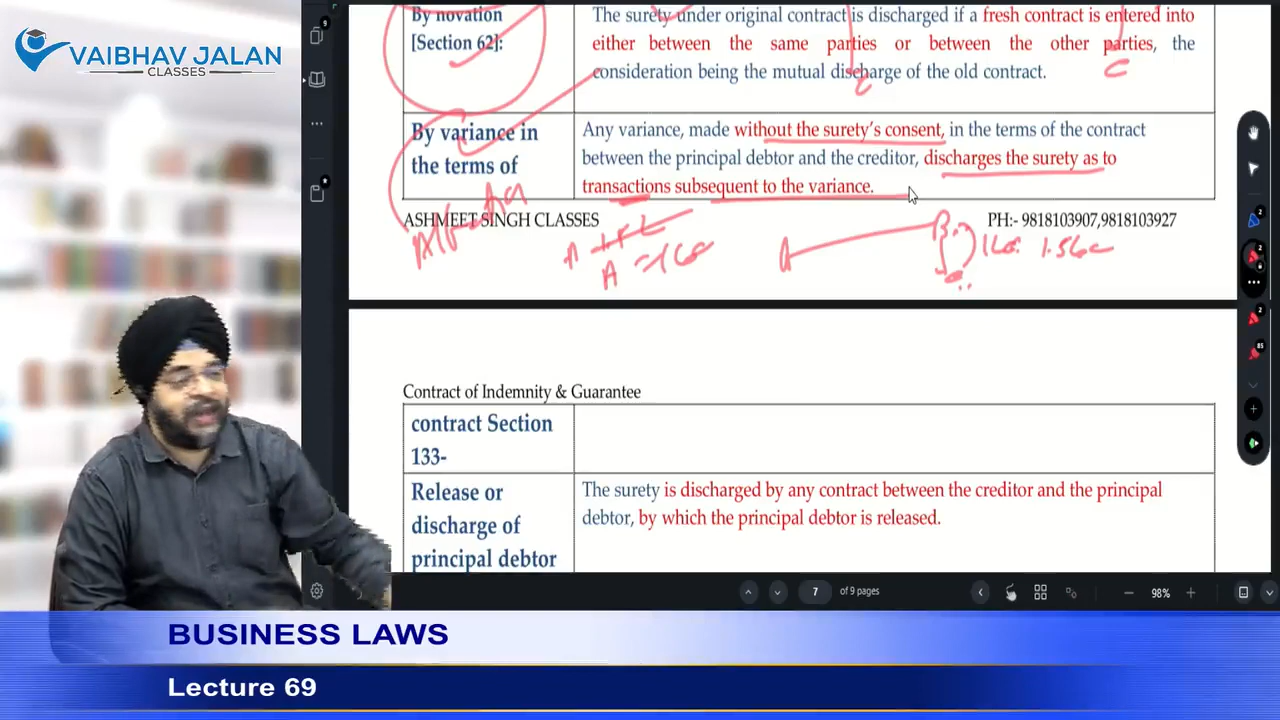 VAIBHAV JALAN
CLASSES
By novation
[Section 62]:
The surety under original contract is discharged if a fresh contract is entered into
either between the same parties or between the other parties, the
consideration being the mutual discharge of the old contract.
By variance in
the terms of
Any variance, made without the surety's consent, in the terms of the contract
between the principal debtor and the creditor, discharges the surety as to
transactions subsequent to the variance.
ASHMEET SINGH CLASSES
PH:- 9818103907,9818103927
Contract of Indemnity & Guarantee
contract Section
133-
Release or
discharge of
principal debtor
The surety is discharged by any contract between the creditor and the principal
debtor, by which the principal debtor is released.
7
of 9 pages
98%
BUSINESS LAWS
Lecture 69